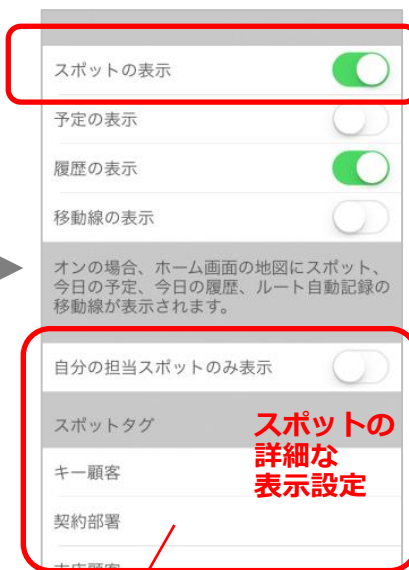 スポットの表示
予定の表示
履歴の表示
移動線の表示
オンの場合、ホーム画面の地図にスポット、
今日の予定、今日の履歴、ルート自動記録の
移動線が表示されます。
自分の担当スポットのみ表示
スポットタグ
スポットの
詳細な
表示設定
キー顧客
契約部署